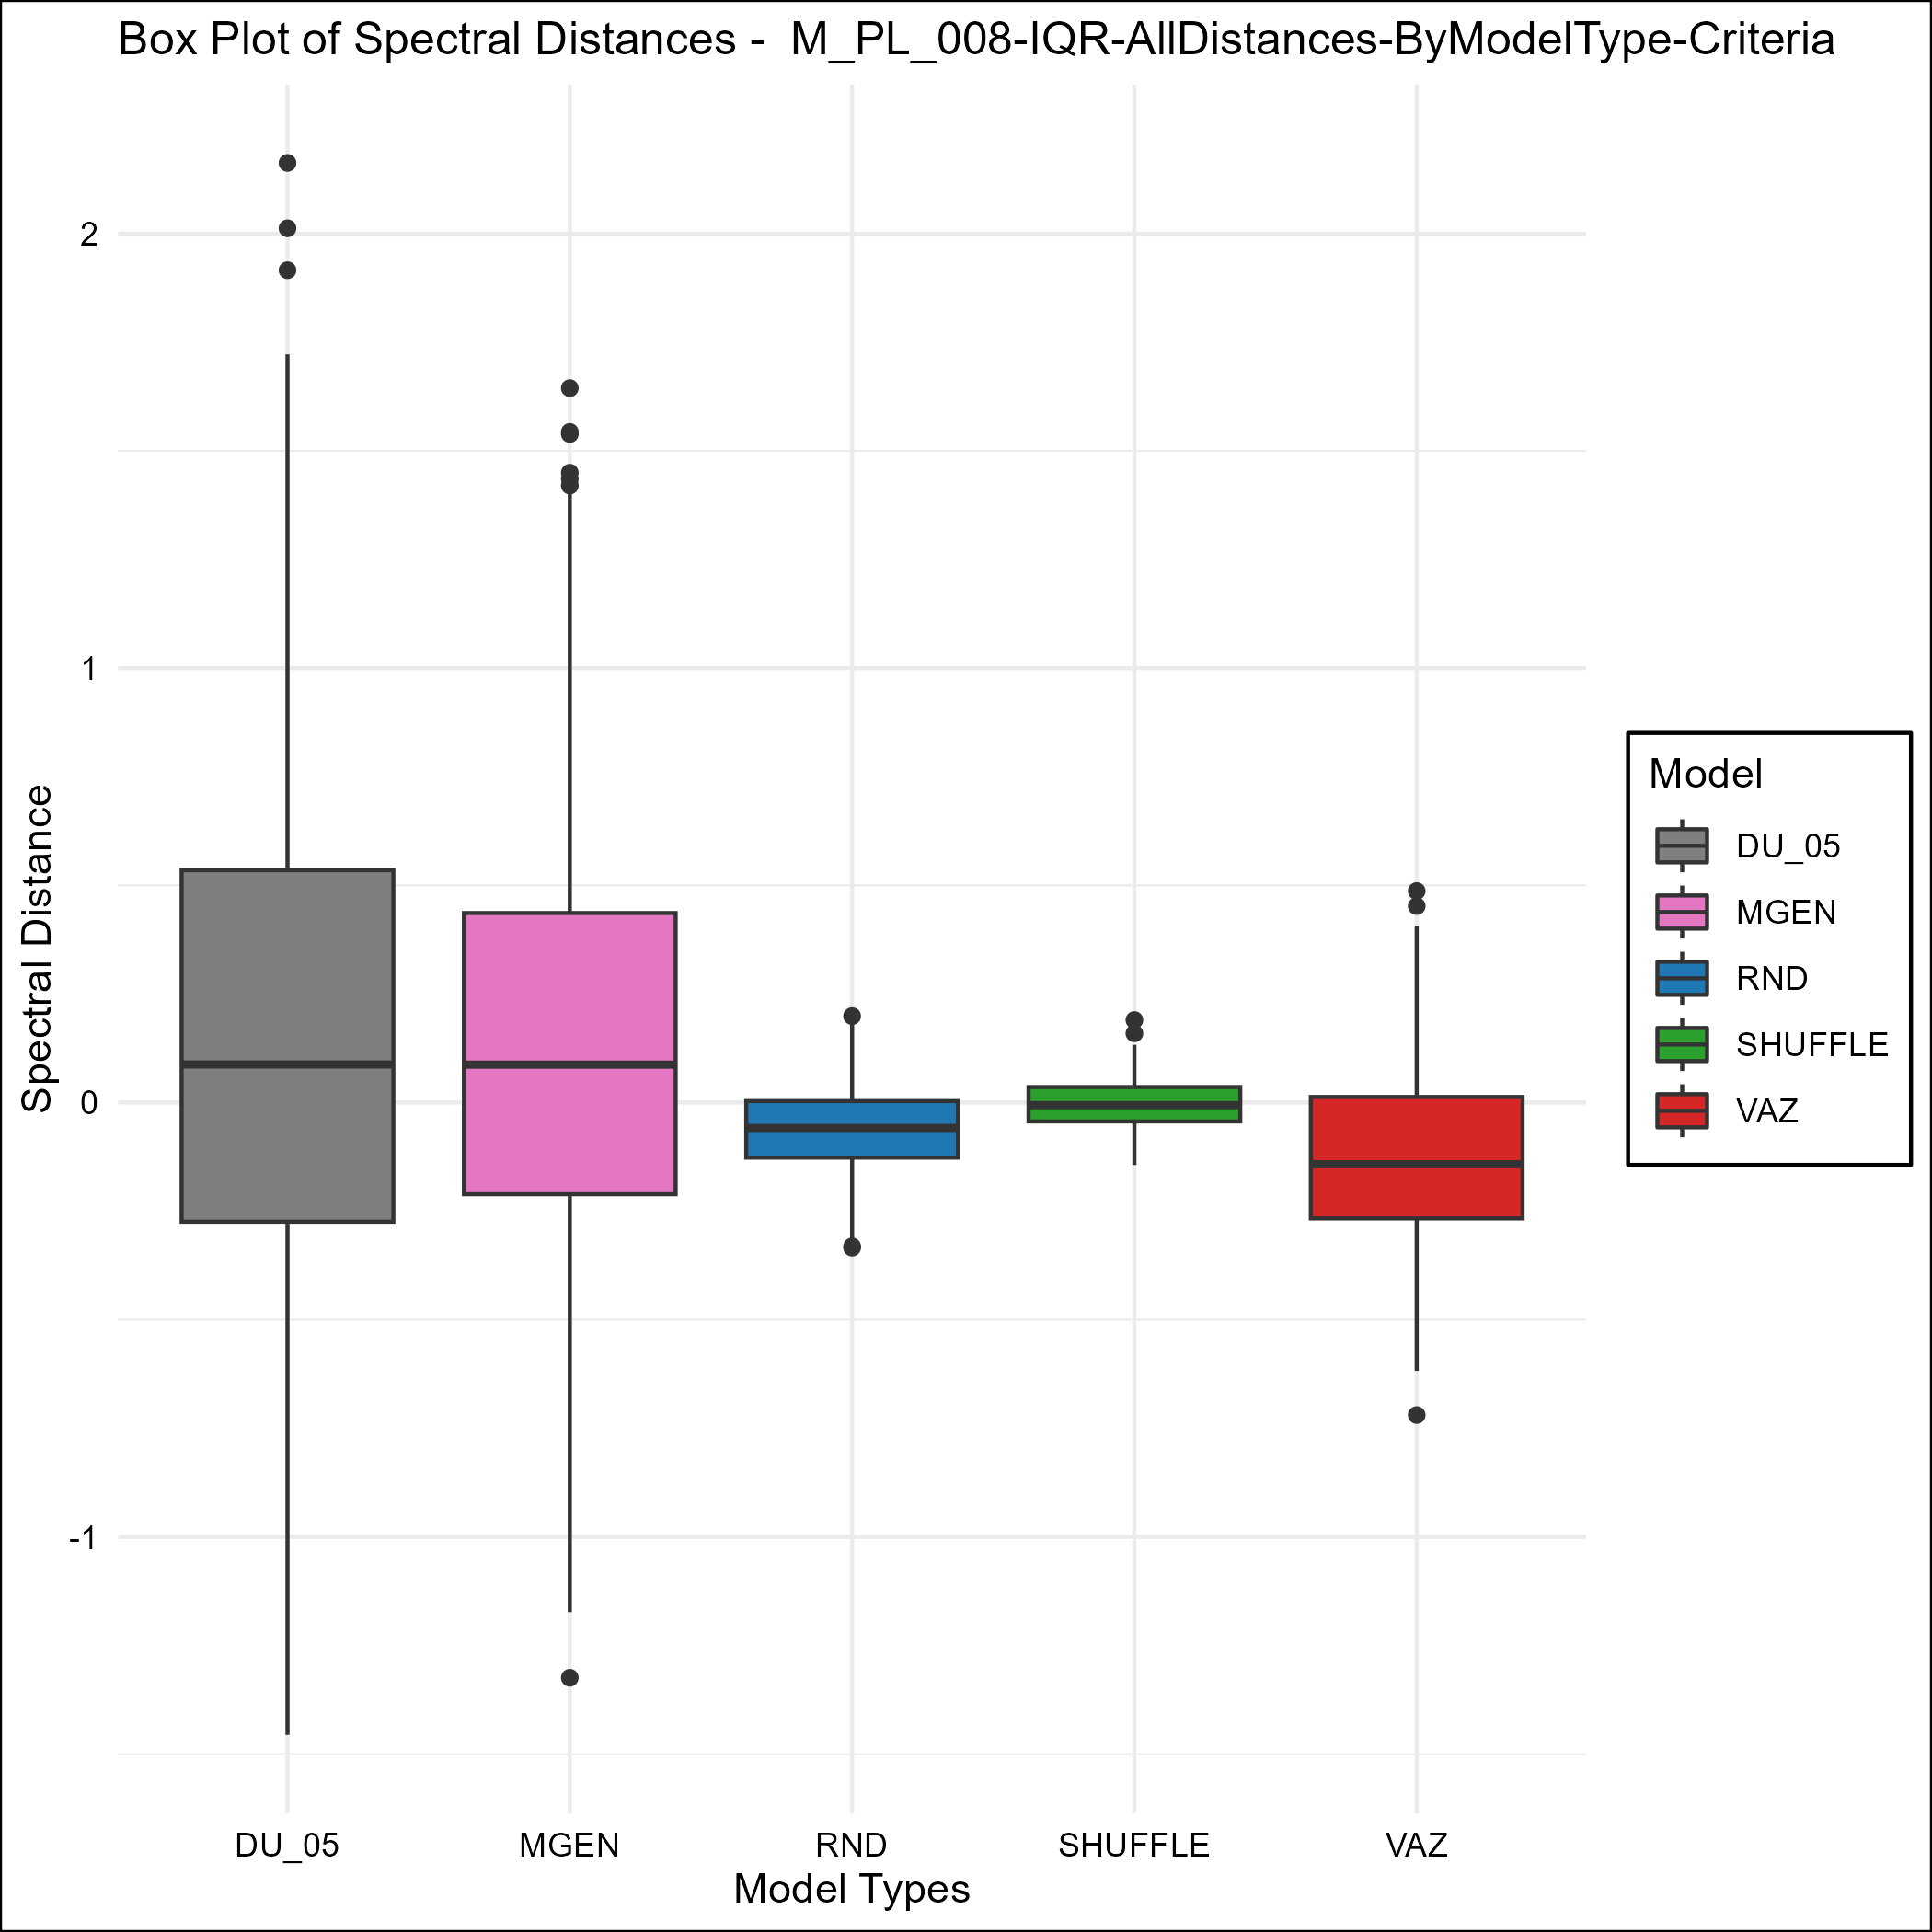 Box Plot of Spectral Distances -  M_PL_008-IQR-AllDistances-ByModelType-Criteria
Spectral Distance
2
1
0
-1
DU_05
MGEN
RND
SHUFFLE
VAZ
Model Types
Model
DU_05
MGEN
RND
SHUFFLE
VAZ